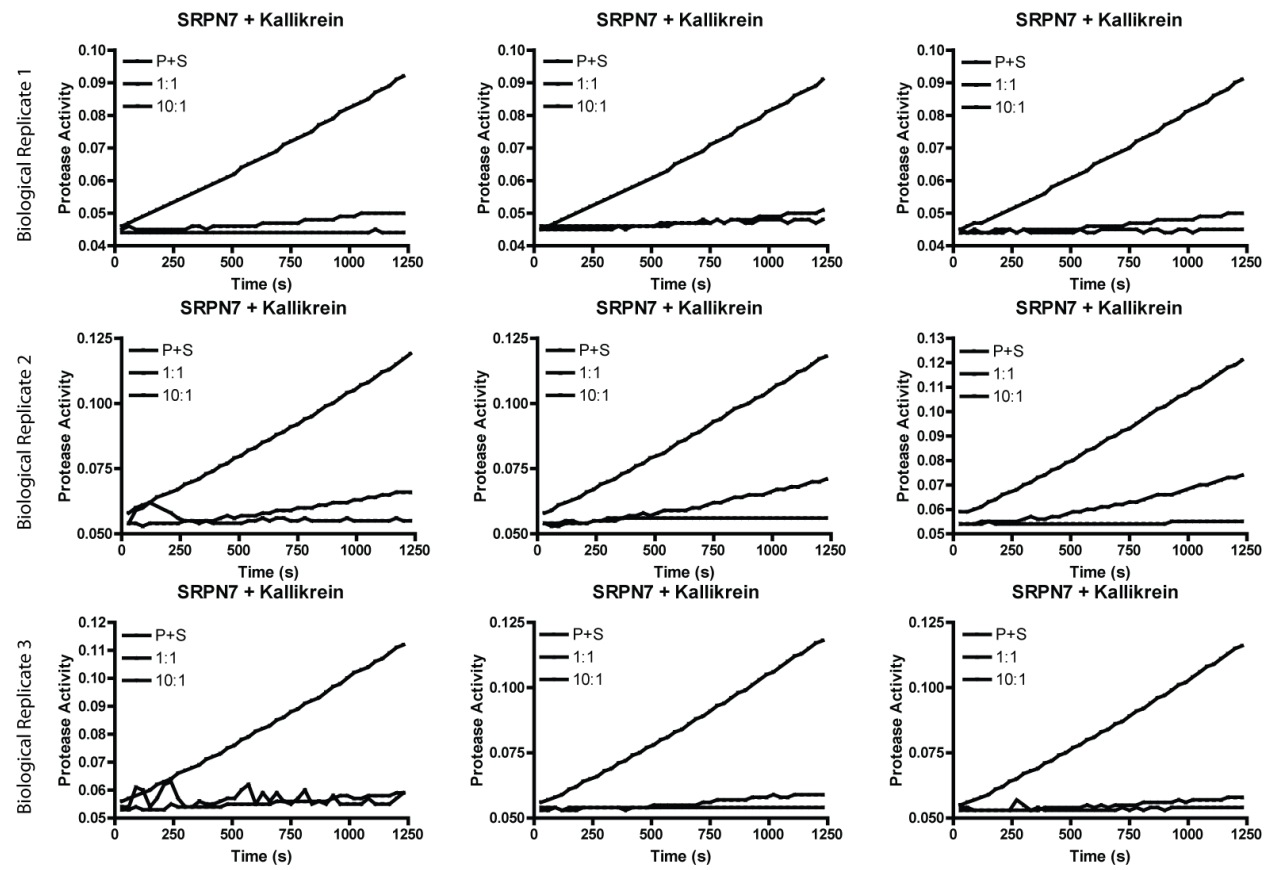 SRPN7 + Kallikrein
SRPN7 + Kallikrein
SRPN7 + Kallikrein
Biological Replicate 1
Protease Activity
0.10
0.09
0.08
0.07
0.06
0.05
0.04
P+S
1:1
10:1
0 250 500 750 1000 1250
Time (s)
Protease Activity
0.10
0.09
0.08
0.07
0.06
0.05
0.04
P+S
1:1
10:1
0 250 500 750 1000 1250
Time (s)
Protease Activity
0.10
0.09
0.08
0.07
0.06
0.05
0.04
P+S
1:1
10:1
0 250 500 750 1000 1250
Time (s)
SRPN7 + Kallikrein
SRPN7 + Kallikrein
SRPN7 + Kallikrein
Biological Replicate 2
Protease Activity
0.125
0.100
0.075
0.050
P+S
1:1
10:1
0 250 500 750 1000 1250
Time (s)
Protease Activity
0.125
0.100
0.075
0.050
P+S
1:1
10:1
0 250 500 750 1000 1250
Time (s)
Protease Activity
0.13
0.12
0.11
0.10
0.09
0.08
0.07
0.06
0.05
P+S
1:1
10:1
0 250 500 750 1000 1250
Time (s)
SRPN7 + Kallikrein
SRPN7 + Kallikrein
SRPN7 + Kallikrein
Biological Replicate 3
Protease Activity
0.12
0.11
0.10
0.09
0.08
0.07
0.06
0.05
P+S
1:1
10:1
0 250 500 750 1000 1250
Time (s)
Protease Activity
0.125
0.100
0.075
0.050
P+S
1:1
10:1
0 250 500 750 1000 1250
Time (s)
Protease Activity
0.125
0.100
0.075
0.050
P+S
1:1
10:1
0 250 500 750 1000 1250
Time (s)